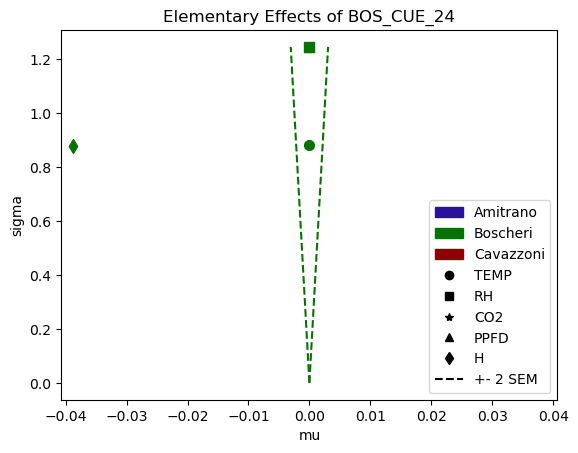 Elementary Effects of BOS_CUE_24
sigma
1.2
1.0
0.8
0.6
0.4
0.2
0.0
Amitrano
Boscheri
Cavazzoni
TEMP
RH
CO2
PPFD
H
+- 2 SEM
−0.04 −0.03 −0.02 −0.01 0.00 0.01 0.02 0.03 0.04
mu